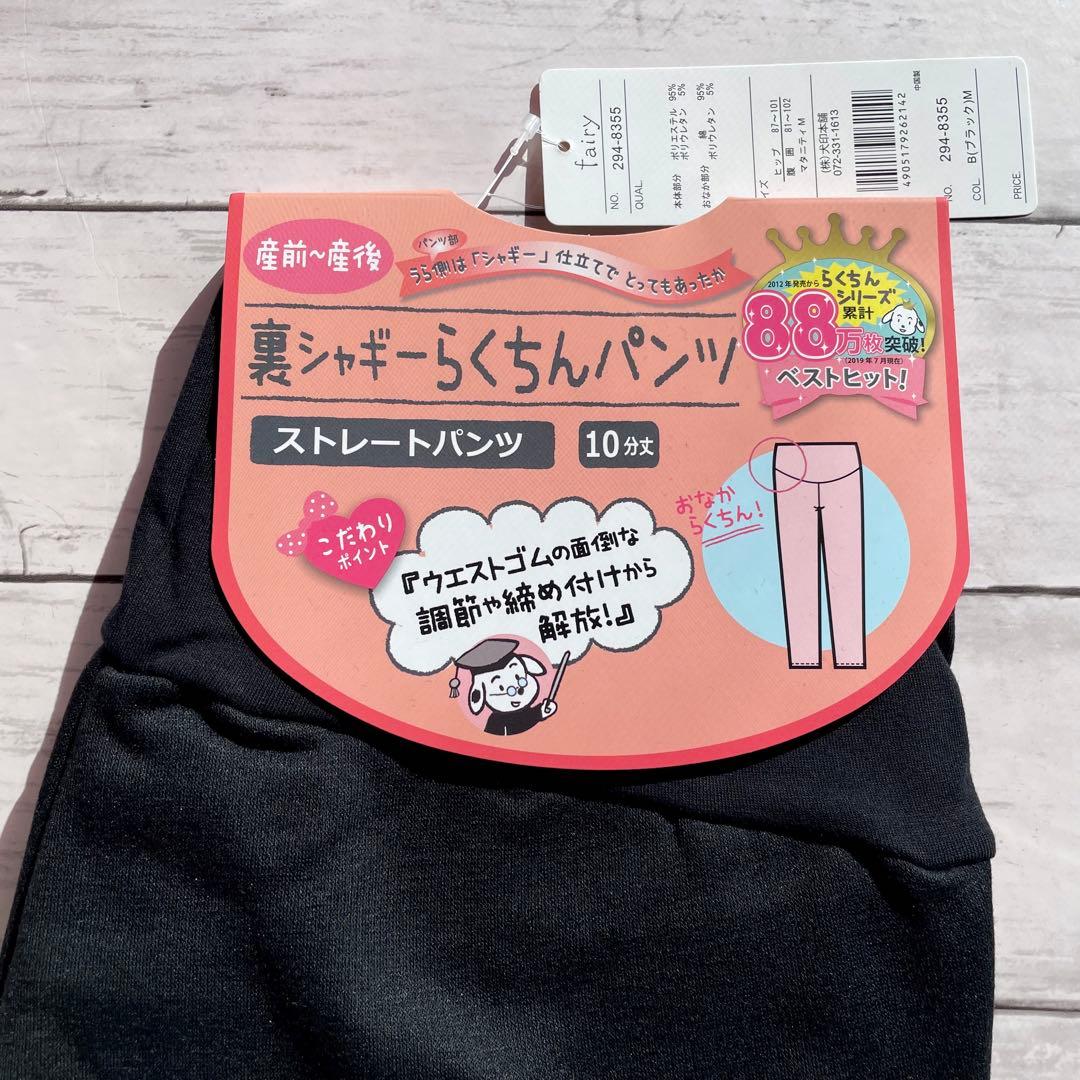 産前~産後
パンツ部
うら側は「シャギー」仕立てで とってもあったか
裏シャギーらくちんパンツ
ストレートパンツ
10分丈
2012年発売から
らくちん
シリーズ
累計
88万枚突破!
(2019年7月現在)
ベストヒット!
こだわり
ポイント
『ウエストゴムの面倒な
調節や締め付けから
解放!』
おなか
らくちん!
fairy
NO. 294-8355
QUAL
本体部分 ポリエステル 95%
ポリウレタン 5%
おなか部分 綿 95%
ポリウレタン 5%
イズ
ヒップ 87~101
腹囲 81~102
マタニティM
(株)犬印本舗
072-331-1613
4905179262142
中国製
NO. 294-8355
COL. B(ブラック)M
PRICE.